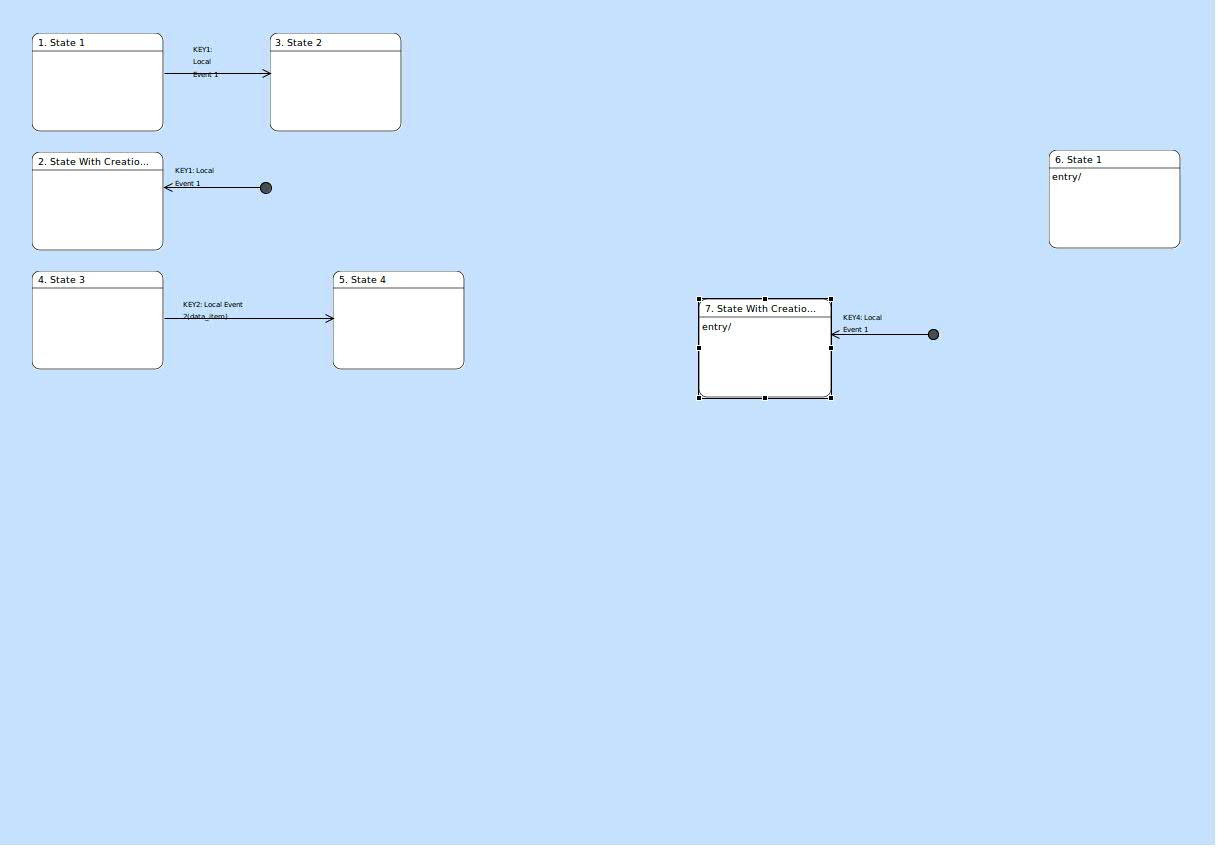 1. State 1
KEY1:
Local
Event 1
3. State 2
2. State With Creatio...
KEY1: Local
Event 1
6. State 1
entry/
4. State 3
KEY2: Local Event
2(data_item)
5. State 4
7. State With Creatio...
entry/
KEY4: Local
Event 1